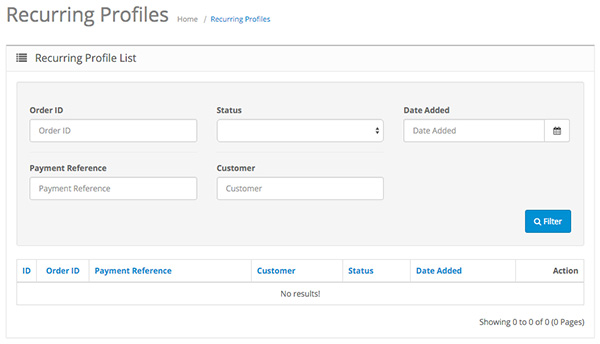 Recurring Profiles Home / Recurring Profiles
Recurring Profile List
Order ID Status Date Added
Order ID Date Added
Payment Reference Customer
Payment Reference Customer
Filter
ID Order ID Payment Reference Customer Status Date Added Action
No results!
Showing 0 to 0 of 0 (0 Pages)